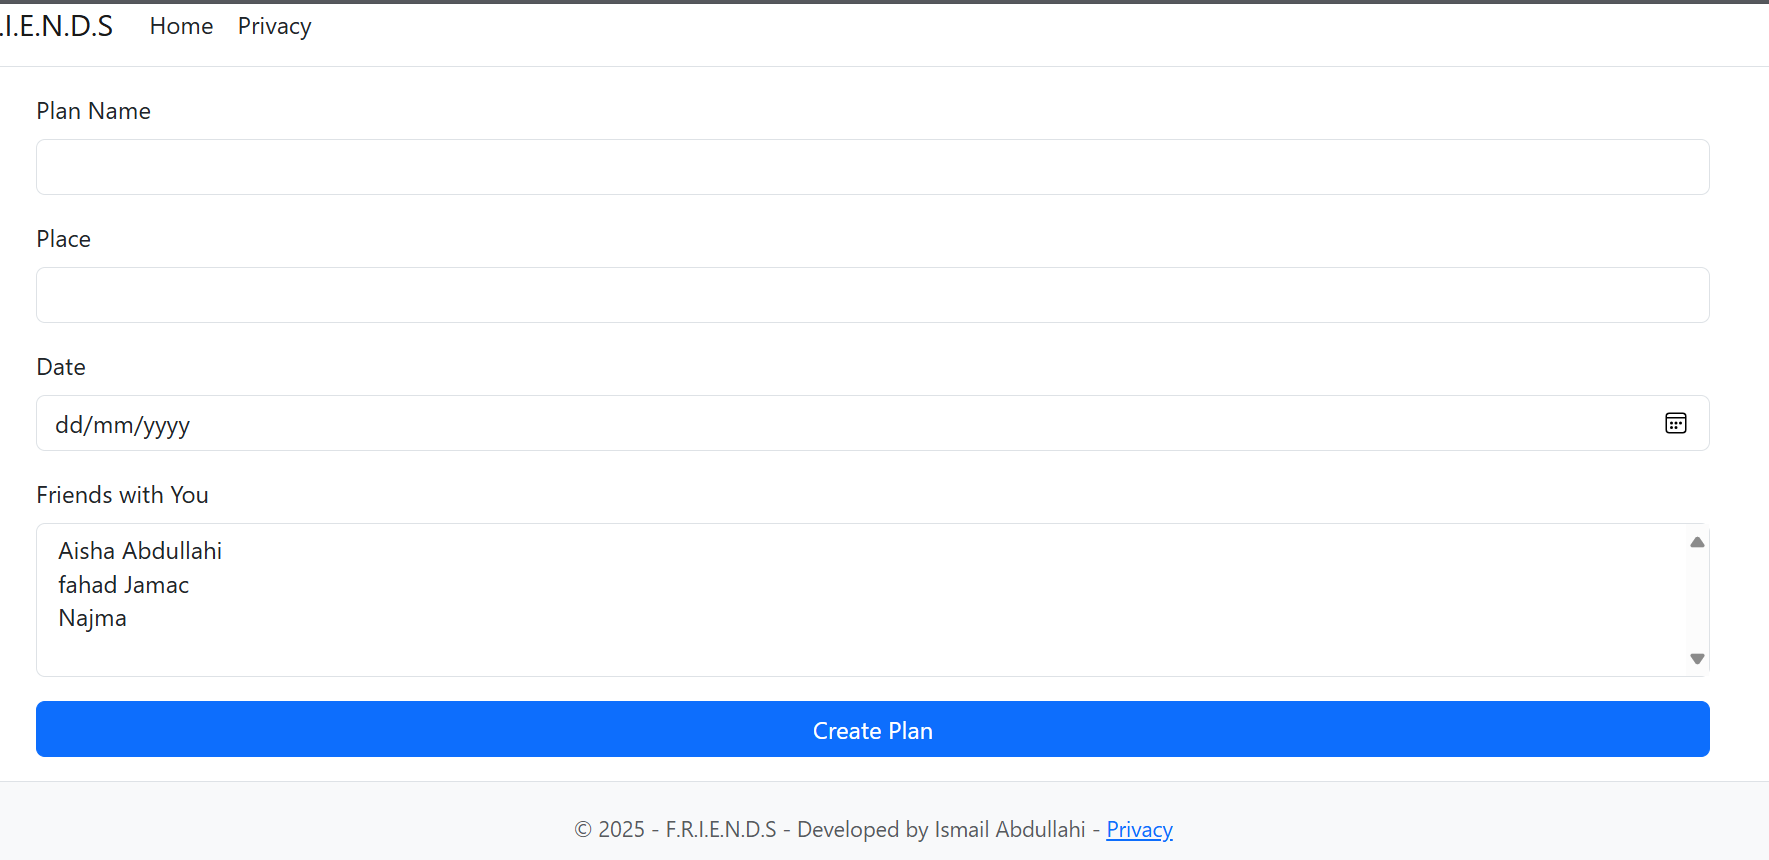 .I.E.N.D.S Home Privacy
Plan Name
Place
Date
dd/mm/yyyy
Friends with You
Aisha Abdullahi
fahad Jamac
Najma
Create Plan
© 2025 - F.R.I.E.N.D.S - Developed by Ismail Abdullahi - Privacy